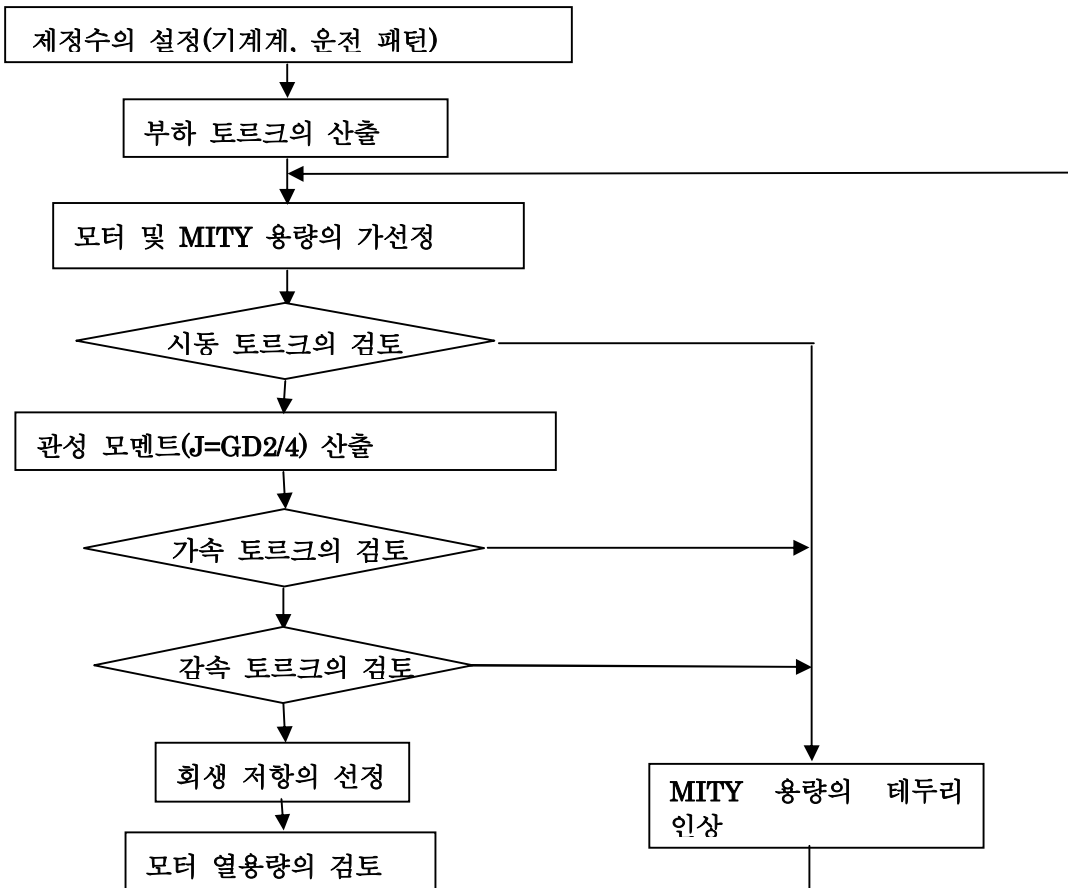 제정수의 설정(기계계, 운전 패턴)
부하 토르크의 산출
모터 및 MITY 용량의 가선정
시동 토르크의 검토
관성 모멘트(J=GD2/4) 산출
가속 토르크의 검토
감속 토르크의 검토
회생 저항의 선정
MITY 용량의 테두리
인상
모터 열용량의 검토